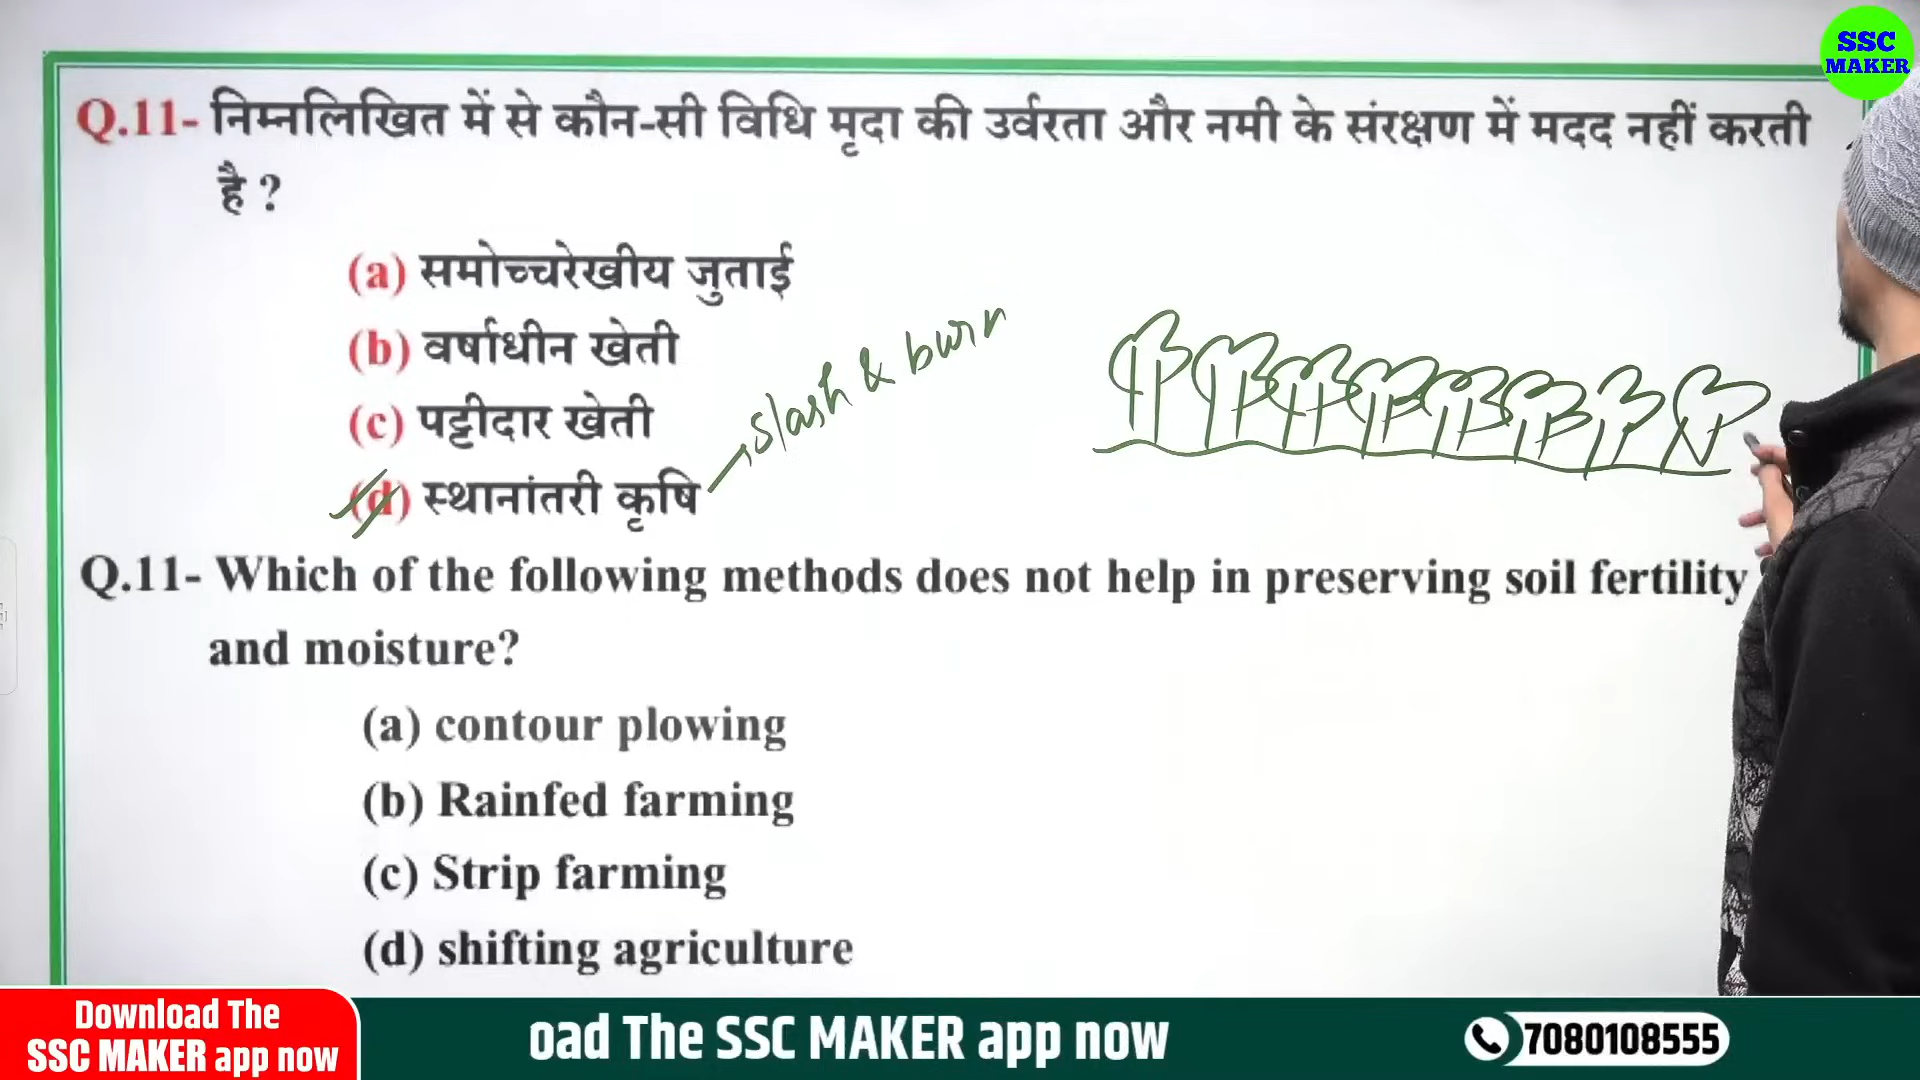 SSC
MAKER
Q.11- निम्नलिखित में से कौन-सी विधि मृदा की उर्वरता और नमी के संरक्षण में मदद नहीं करती
है ?
(a) समोच्चरेखीय जुताई
(b) वर्षाधीन खेती
(c) पट्टीदार खेती
(d) स्थानांतरी कृषि
slash & burn
Q.11- Which of the following methods does not help in preserving soil fertility
and moisture?
(a) contour plowing
(b) Rainfed farming
(c) Strip farming
(d) shifting agriculture
Download The
SSC MAKER app now
oad The SSC MAKER app now
7080108555